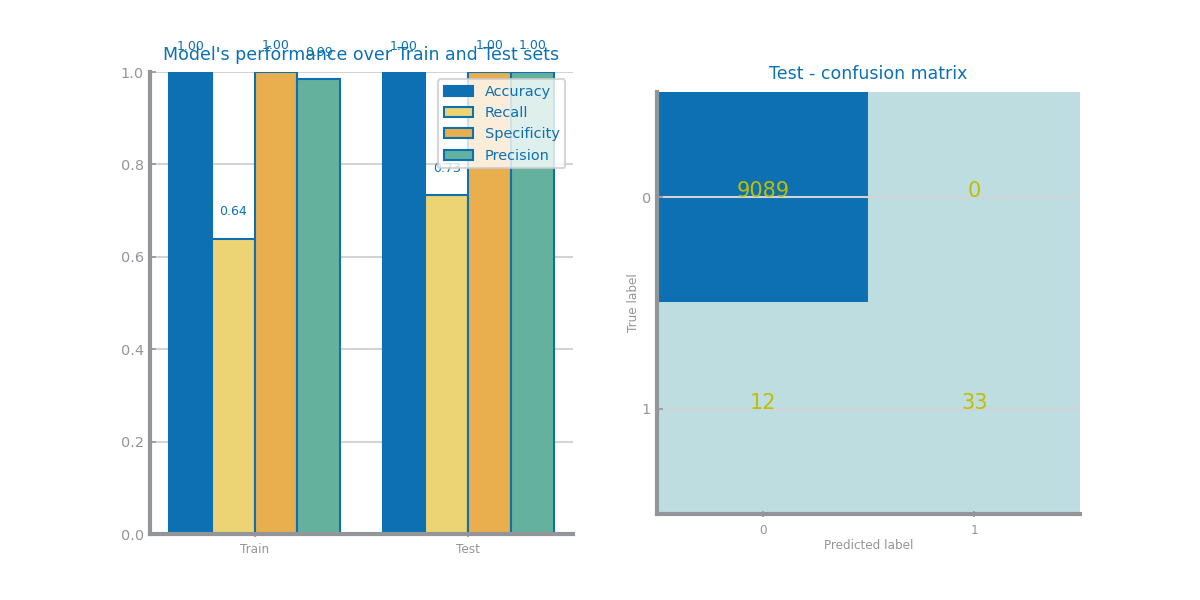 Model's performance over Train and Test sets
1.00
1.00
0.99
1.00
1.00
1.00
0.64
0.73
Accuracy
Recall
Specificity
Precision
1.0
0.8
0.6
0.4
0.2
0.0
Train
Test
Test - confusion matrix
True label
0
1
9089
0
12
33
0
1
Predicted label